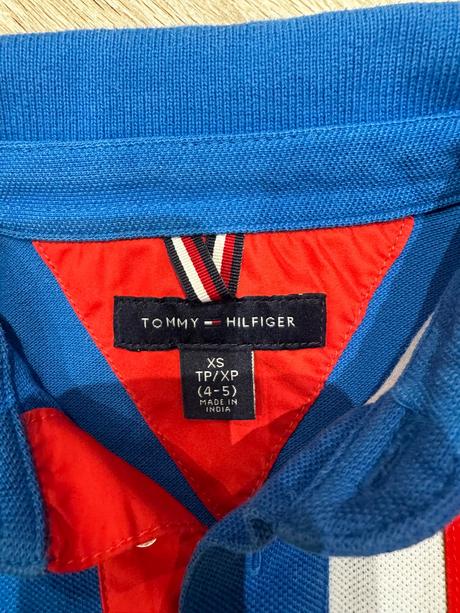 TOMMY HILFIGER
XS
TP/XP
(4-5)
MADE IN
INDIA